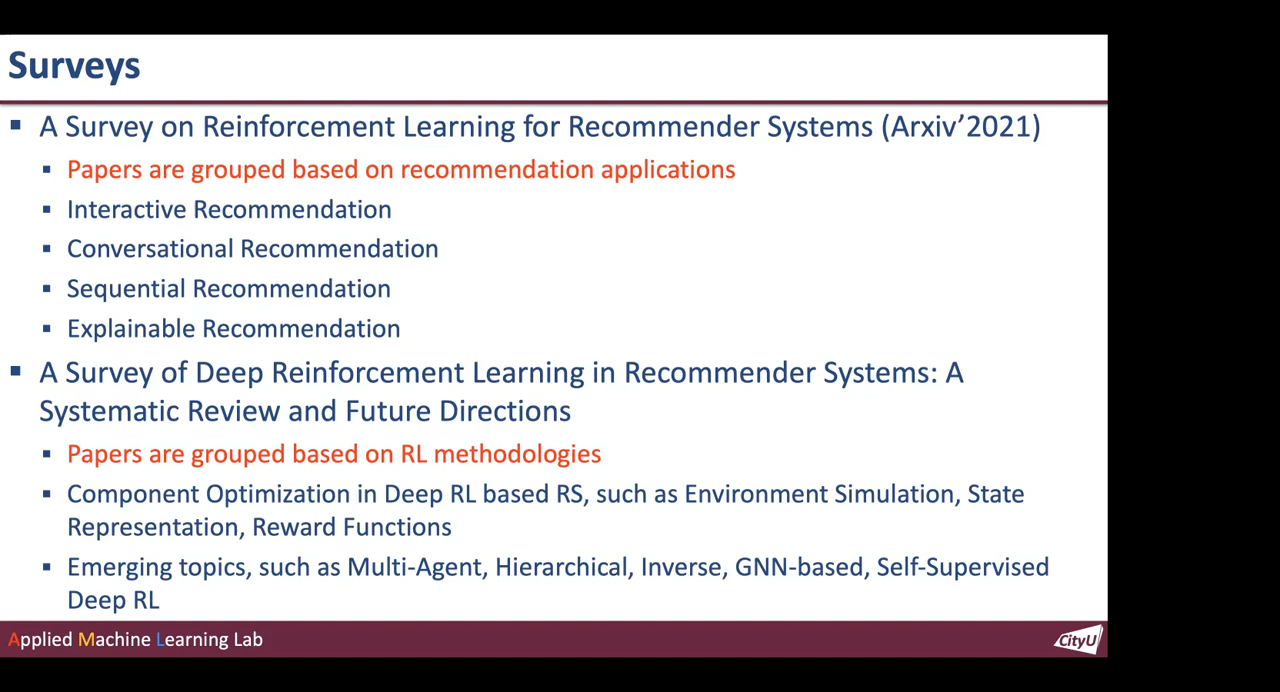 Surveys
▪ A Survey on Reinforcement Learning for Recommender Systems (Arxiv’2021)
▪ Papers are grouped based on recommendation applications
▪ Interactive Recommendation
▪ Conversational Recommendation
▪ Sequential Recommendation
▪ Explainable Recommendation
▪ A Survey of Deep Reinforcement Learning in Recommender Systems: A
Systematic Review and Future Directions
▪ Papers are grouped based on RL methodologies
▪ Component Optimization in Deep RL based RS, such as Environment Simulation, State
Representation, Reward Functions
▪ Emerging topics, such as Multi-Agent, Hierarchical, Inverse, GNN-based, Self-Supervised
Deep RL
Applied Machine Learning Lab
CityU